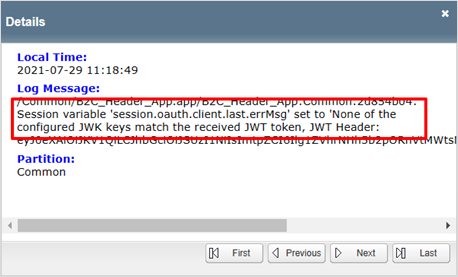 Details
Local Time:
2021-07-29 11:18:49
Log Message:
/Common/B2C_Header_App.app/B2C_Header_App:Common:2d854b04:
Session variable 'session.oauth.client.last.errMsg' set to 'None of the
configured JWK keys match the received JWT token, JWT Header:
Partition:
Common
First
Previous
Next
Last